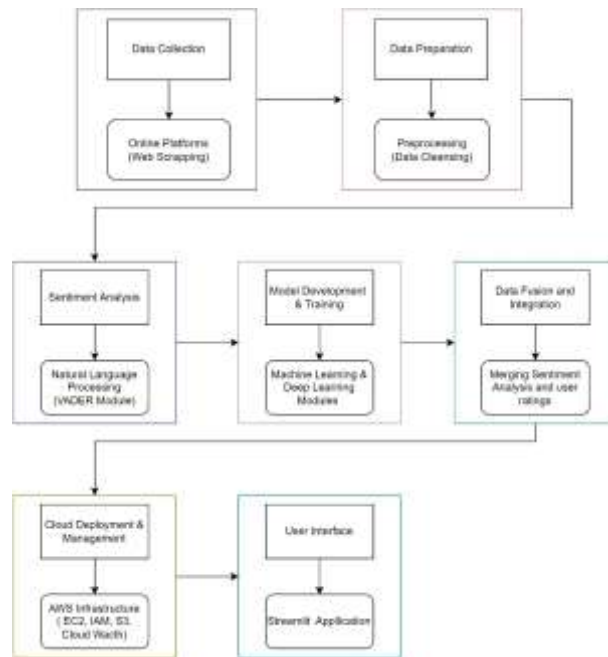 Data Collection
Data Preparation
Online Platforms
(Web Scrapping)
Preprocessing
(Data Cleansing)
Sentiment Analysis
Model Development
& Training
Data Fusion and
Integration
Natural Language
Processing
(VADER Module)
Machine Learning &
Deep Learning
Modules
Merging Sentiment
Analysis and user
ratings
Cloud Deployment &
Management
User Interface
AWS Infrastructure
( EC2, IAM, S3,
Cloud Wacth)
Streamlit Application